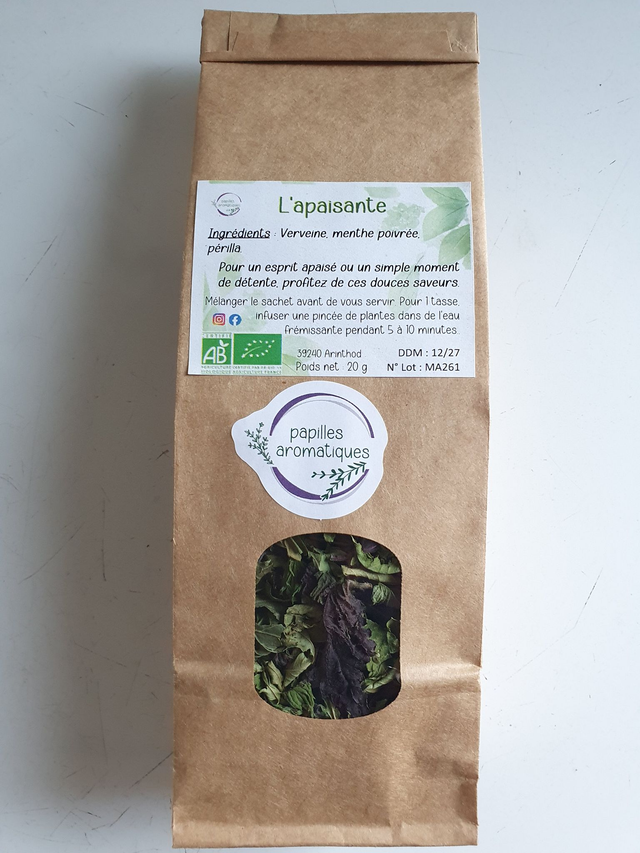 L'apaisante
Ingrédients : Verveine, menthe poivrée,
périlla.
Pour un esprit apaisé ou un simple moment
de détente, profitez de ces douces saveurs.
Mélanger le sachet avant de vous servir. Pour 1 tasse,
infuser une pincée de plantes dans de l'eau
frémissante pendant 5 à 10 minutes.
CERTIFIÉ
AB
39240 Arinthod
DDM : 12/27
Poids net : 20 g
N° Lot : MA261
papilles
aromatiques